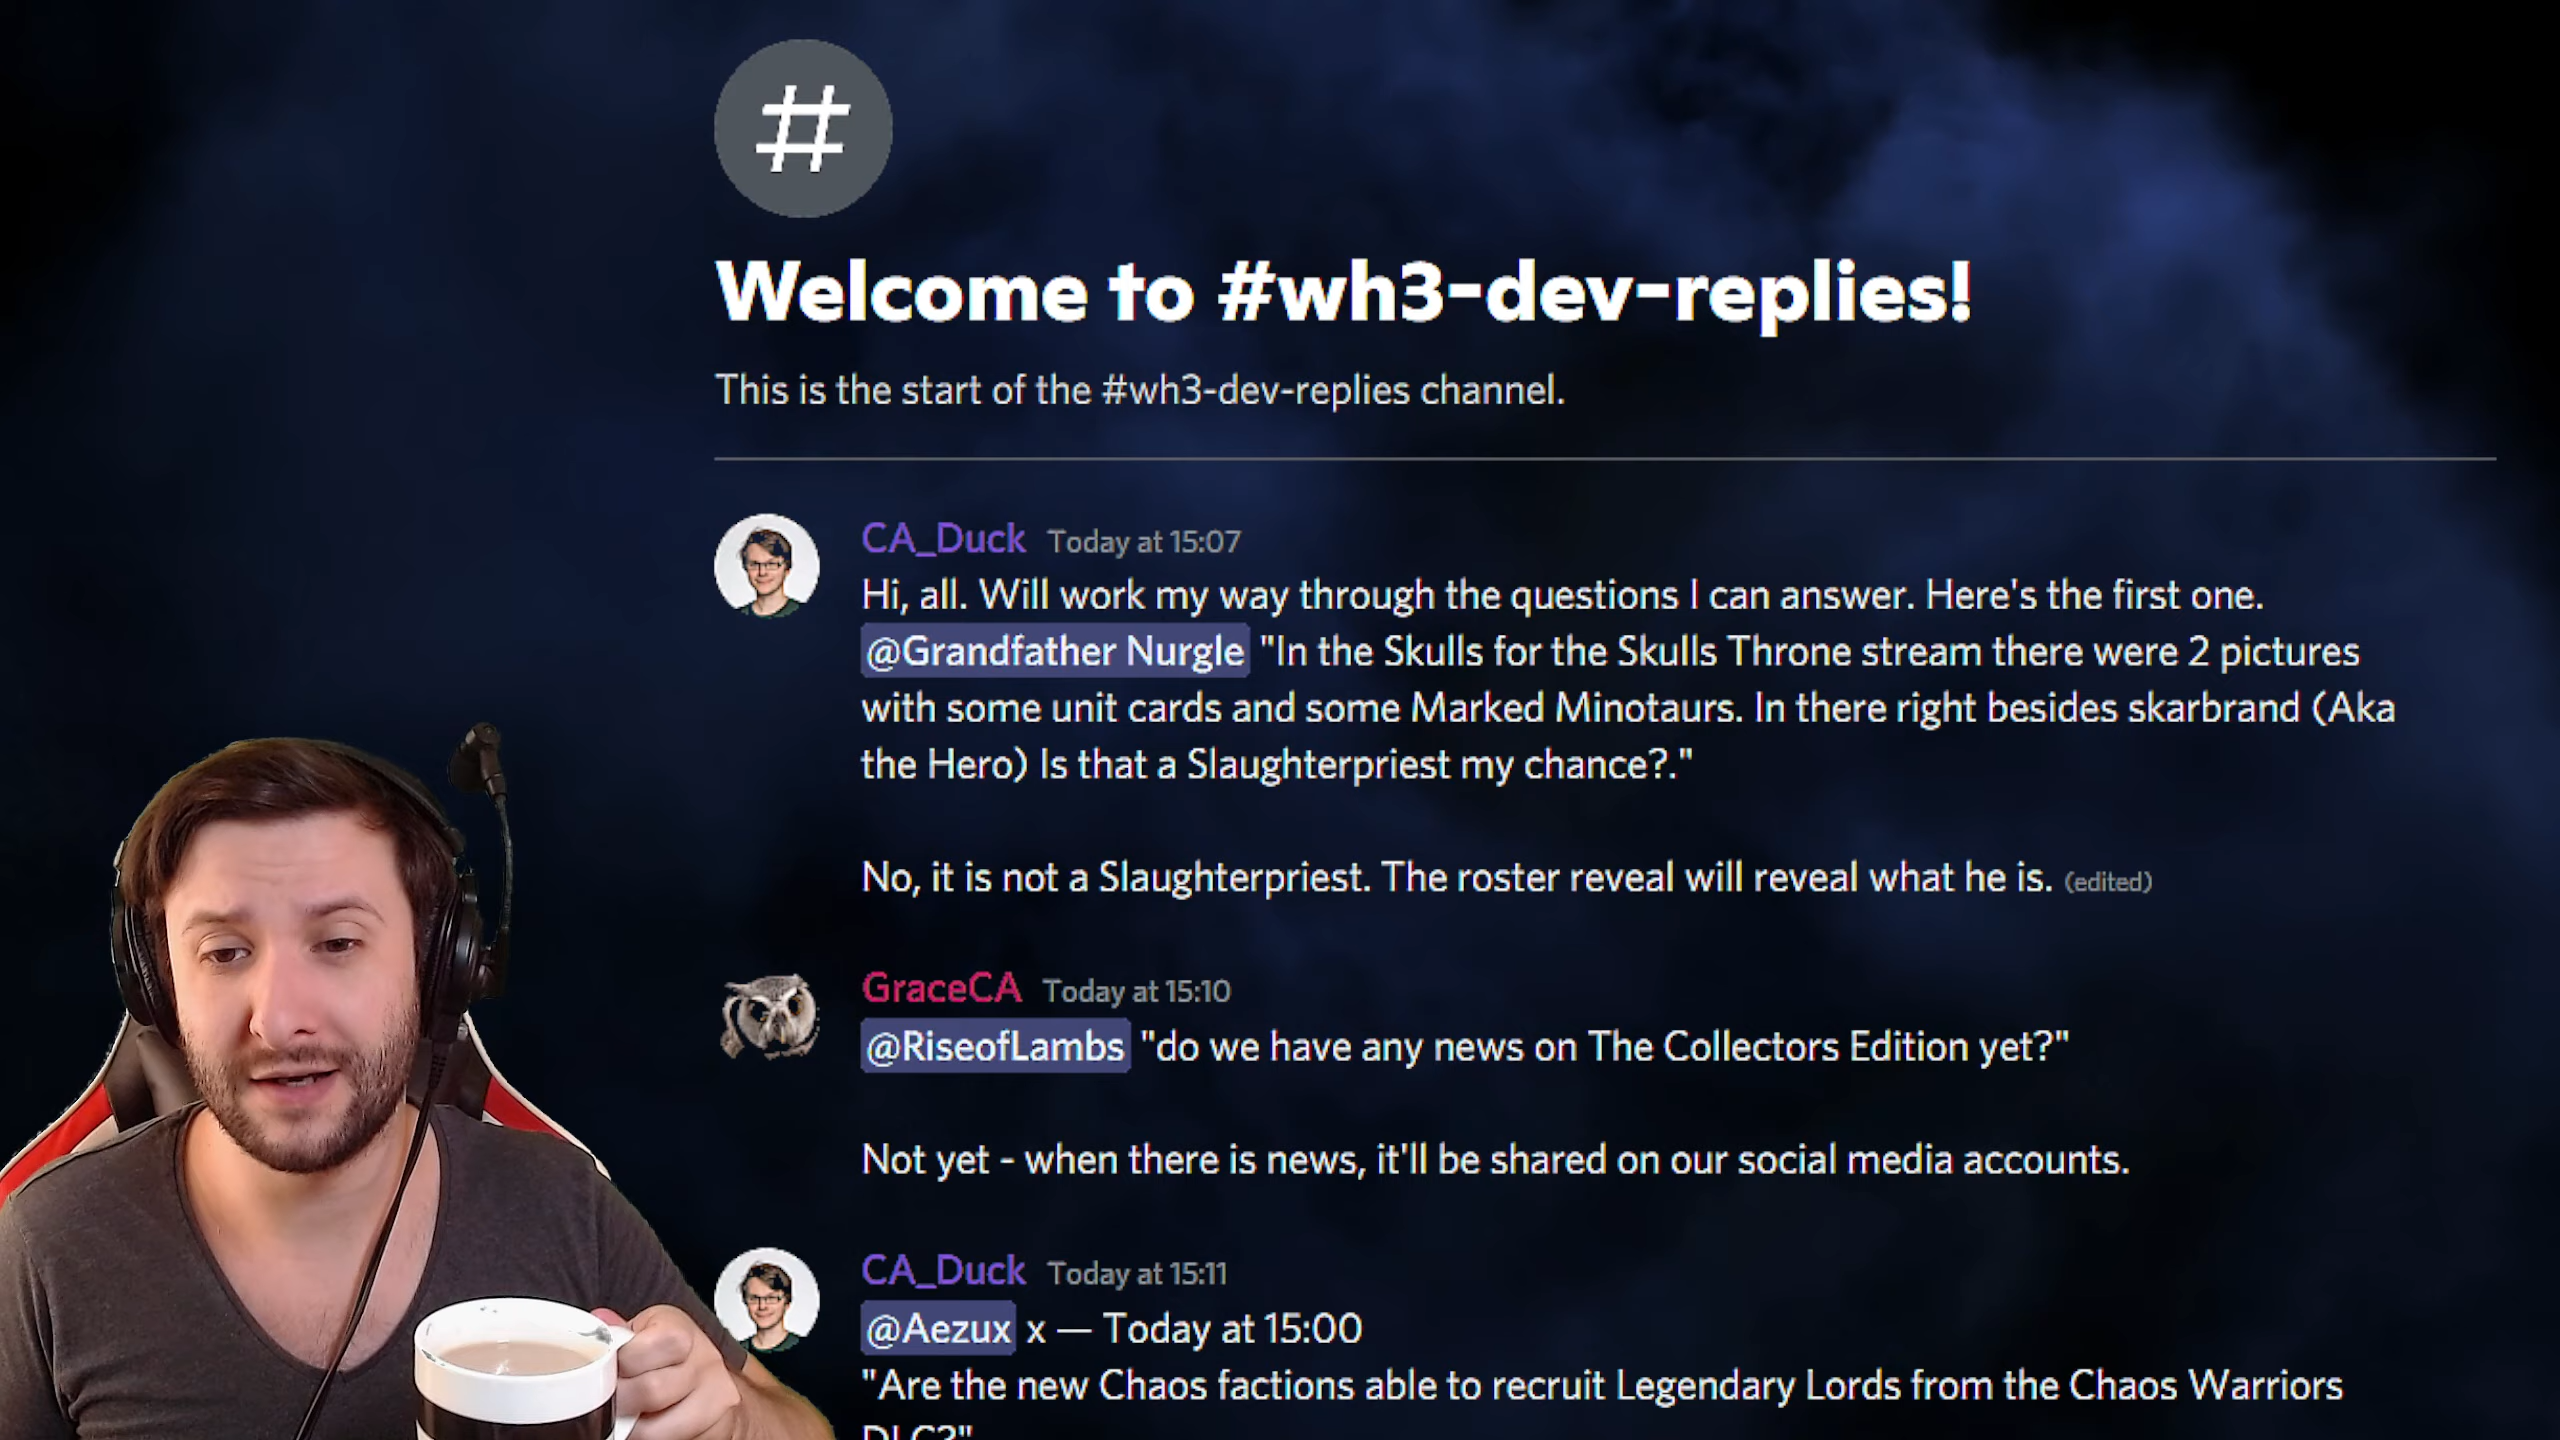 #
Welcome to #wh3-dev-replies!
This is the start of the #wh3-dev-replies channel.
CA_Duck Today at 15:07
Hi, all. Will work my way through the questions I can answer. Here's the first one.
@Grandfather Nurgle "In the Skulls for the Skulls Throne stream there were 2 pictures
with some unit cards and some Marked Minotaurs. In there right besides skarbrand (Aka
the Hero) Is that a Slaughterpriest my chance?."
No, it is not a Slaughterpriest. The roster reveal will reveal what he is. (edited)
GraceCA Today at 15:10
@RiseofLambs "do we have any news on The Collectors Edition yet?"
Not yet - when there is news, it'll be shared on our social media accounts.
CA_Duck Today at 15:11
@Aezux x — Today at 15:00
"Are the new Chaos factions able to recruit Legendary Lords from the Chaos Warriors
DLC?"